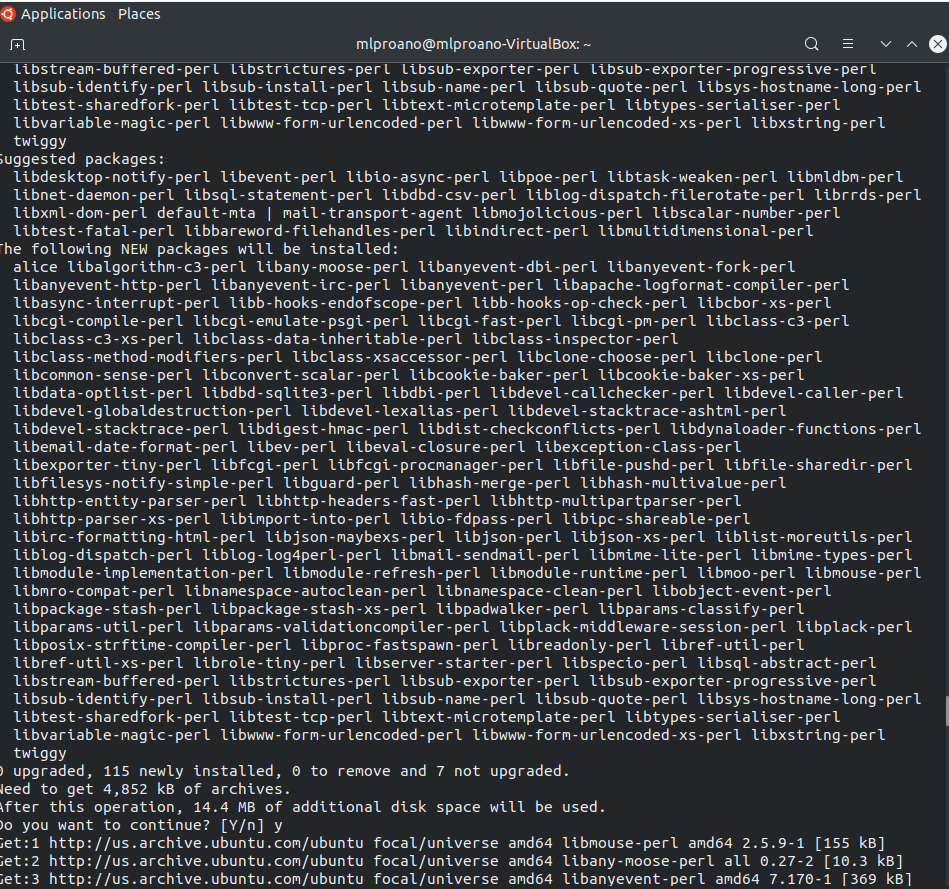 Applications Places
mlproano@mlproano-VirtualBox: ~
libstream-buffered-perl libstrictures-perl libsub-exporter-perl libsub-exporter-progressive-perl
libsub-identify-perl libsub-install-perl libsub-name-perl libsub-quote-perl libsys-hostname-long-perl
libtest-sharedfork-perl libtest-tcp-perl libtext-microtemplate-perl libtypes-serialiser-perl
libvariable-magic-perl libwww-form-urlencoded-perl libwww-form-urlencoded-xs-perl libxstring-perl
twiggy
Suggested packages:
libdesktop-notify-perl libevent-perl libio-async-perl libpoe-perl libtask-weaken-perl libmldbm-perl
libnet-daemon-perl libsql-statement-perl libdbd-csv-perl liblog-dispatch-filerotate-perl librrds-perl
libxml-dom-perl default-mta | mail-transport-agent libmojolicious-perl libscalar-number-perl
libtest-fatal-perl libbareword-filehandles-perl libindirect-perl libmultidimensional-perl
The following NEW packages will be installed:
alice libalgorithm-c3-perl libany-moose-perl libanyevent-dbi-perl libanyevent-fork-perl
libanyevent-http-perl libanyevent-irc-perl libanyevent-perl libapache-logformat-compiler-perl
libasync-interrupt-perl libb-hooks-endofscope-perl libb-hooks-op-check-perl libcbor-xs-perl
libcgi-compile-perl libcgi-emulate-psgi-perl libcgi-fast-perl libcgi-pm-perl libclass-c3-perl
libclass-c3-xs-perl libclass-data-inheritable-perl libclass-inspector-perl
libclass-method-modifiers-perl libclass-xsaccessor-perl libclone-choose-perl libclone-perl
libcommon-sense-perl libconvert-scalar-perl libcookie-baker-perl libcookie-baker-xs-perl
libdata-optlist-perl libdbd-sqlite3-perl libdbi-perl libdevel-callchecker-perl libdevel-caller-perl
libdevel-globaldestruction-perl libdevel-lexalias-perl libdevel-stacktrace-ashtml-perl
libdevel-stacktrace-perl libdigest-hmac-perl libdist-checkconflicts-perl libdynaloader-functions-perl
libemail-date-format-perl libev-perl libeval-closure-perl libexception-class-perl
libexporter-tiny-perl libfcgi-perl libfcgi-procmanager-perl libfile-pushd-perl libfile-sharedir-perl
libfilesys-notify-simple-perl libguard-perl libhash-merge-perl libhash-multivalue-perl
libhttp-entity-parser-perl libhttp-headers-fast-perl libhttp-multipartparser-perl
libhttp-parser-xs-perl libimport-into-perl libio-fdpass-perl libipc-shareable-perl
libirc-formatting-html-perl libjson-maybexs-perl libjson-perl libjson-xs-perl liblist-moreutils-perl
liblog-dispatch-perl liblog-log4perl-perl libmail-sendmail-perl libmime-lite-perl libmime-types-perl
libmodule-implementation-perl libmodule-refresh-perl libmodule-runtime-perl libmoo-perl libmouse-perl
libmro-compat-perl libnamespace-autoclean-perl libnamespace-clean-perl libobject-event-perl
libpackage-stash-perl libpackage-stash-xs-perl libpadwalker-perl libparams-classify-perl
libparams-util-perl libparams-validationcompiler-perl libplack-middleware-session-perl libplack-perl
libposix-strftime-compiler-perl libproc-fastspawn-perl libreadonly-perl libref-util-perl
libref-util-xs-perl librole-tiny-perl libserver-starter-perl libspecio-perl libsql-abstract-perl
libstream-buffered-perl libstrictures-perl libsub-exporter-perl libsub-exporter-progressive-perl
libsub-identify-perl libsub-install-perl libsub-name-perl libsub-quote-perl libsys-hostname-long-perl
libtest-sharedfork-perl libtest-tcp-perl libtext-microtemplate-perl libtypes-serialiser-perl
libvariable-magic-perl libwww-form-urlencoded-perl libwww-form-urlencoded-xs-perl libxstring-perl
twiggy
0 upgraded, 115 newly installed, 0 to remove and 7 not upgraded.
Need to get 4,852 kB of archives.
After this operation, 14.4 MB of additional disk space will be used.
Do you want to continue? [Y/n] y
Get:1 http://us.archive.ubuntu.com/ubuntu focal/universe amd64 libmouse-perl amd64 2.5.9-1 [155 kB]
Get:2 http://us.archive.ubuntu.com/ubuntu focal/universe amd64 libany-moose-perl all 0.27-2 [10.3 kB]
Get:3 http://us.archive.ubuntu.com/ubuntu focal/universe amd64 libanyevent-perl amd64 7.170-1 [369 kB]